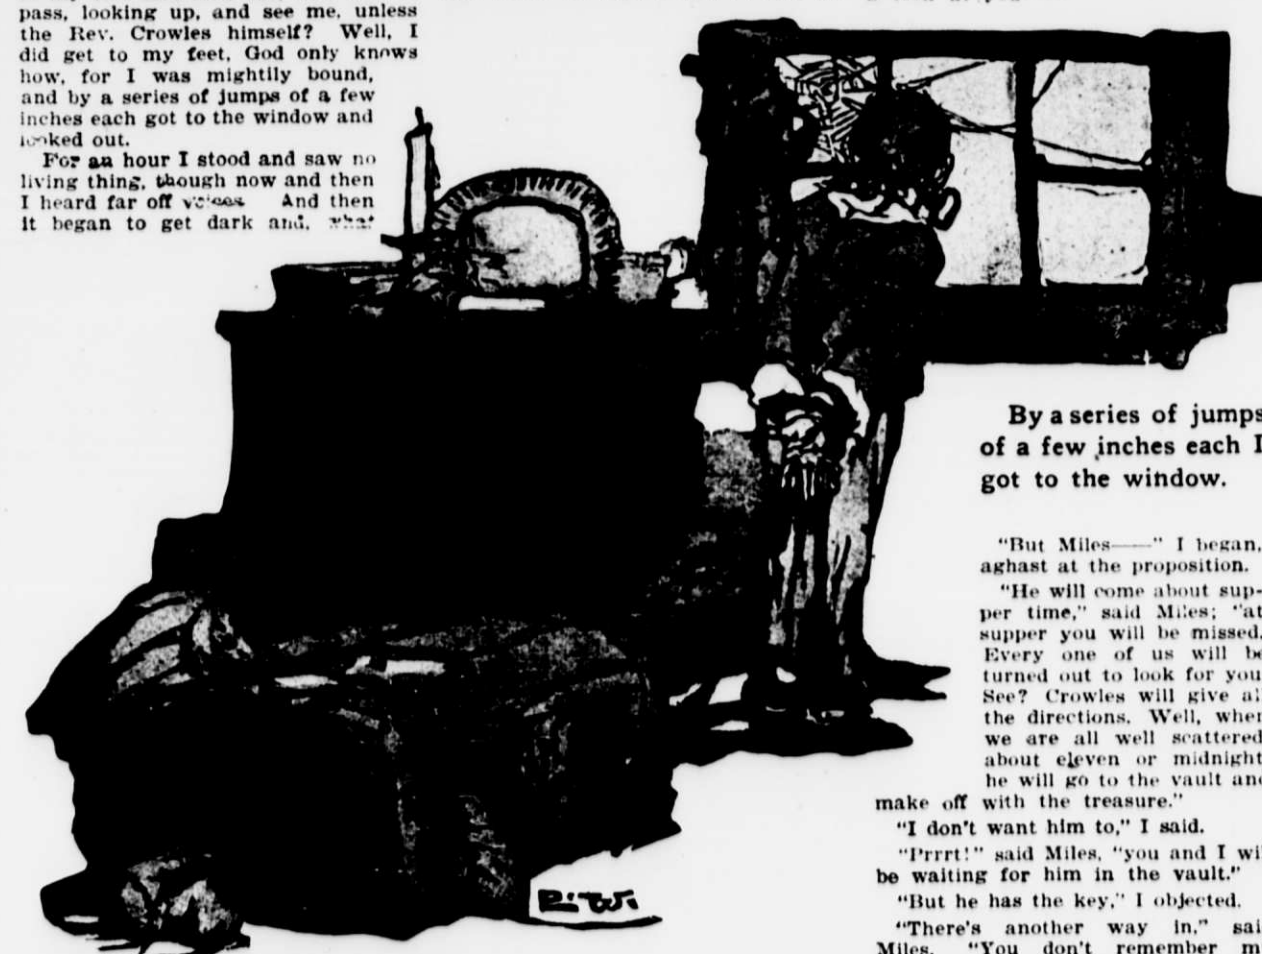 pass, looking up, and see me, unless
the Rev. Crowles himself? Well, I
did get to my feet, God only knows
how, for I was mightily bound,
and by a series of jumps of a few
inches each got to the window and
looked out.
For an hour I stood and saw no
living thing, though now and then
I heard far off voices And then
it began to get dark and, what
By a series of jumps
of a few inches each I
got to the window.
"But Miles——" I began,
aghast at the proposition.
"He will come about sup-
per time," said Miles; "at
supper you will be missed.
Every one of us will be
turned out to look for you
See? Crowles will give al
the directions. Well, when
we are all well scattered
about eleven or midnight
he will go to the vault and
make off with the treasure."
"I don't want him to," I said.
"Prrrt!" said Miles, "you and I wi
be waiting for him in the vault."
"But he has the key," I objected.
"There's another way in," sai
Miles. "You don't remember m